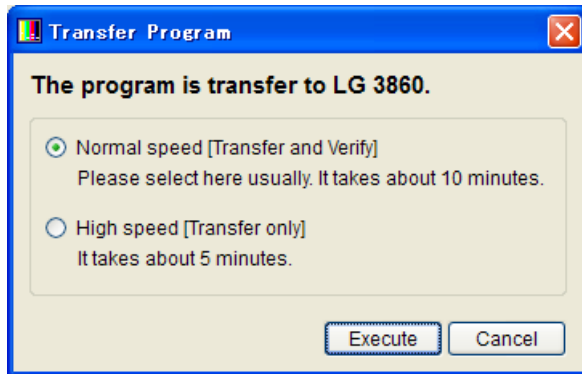 Transfer Program
The program is transfer to LG 3860.
Normal speed [Transfer and Verify]
Please select here usually. It takes about 10 minutes.
High speed [Transfer only]
It takes about 5 minutes.
Execute Cancel